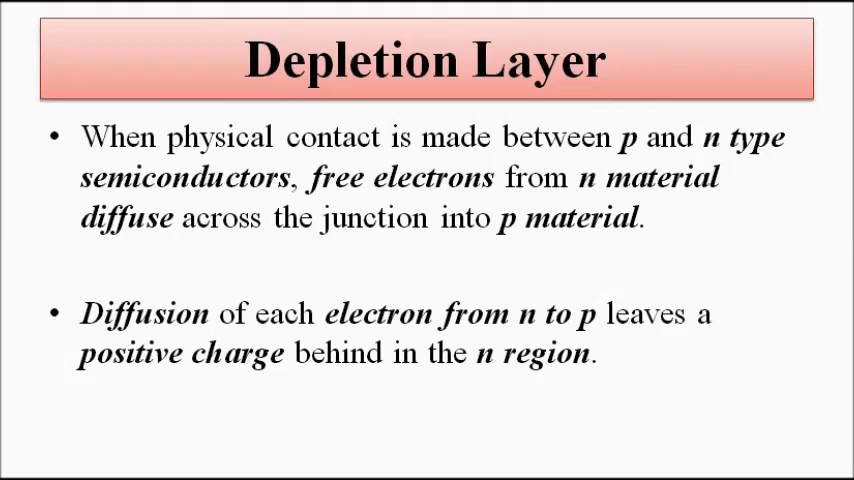 Depletion Layer
• When physical contact is made between p and n type
semiconductors, free electrons from n material
diffuse across the junction into p material.
• Diffusion of each electron from n to p leaves a
positive charge behind in the n region.